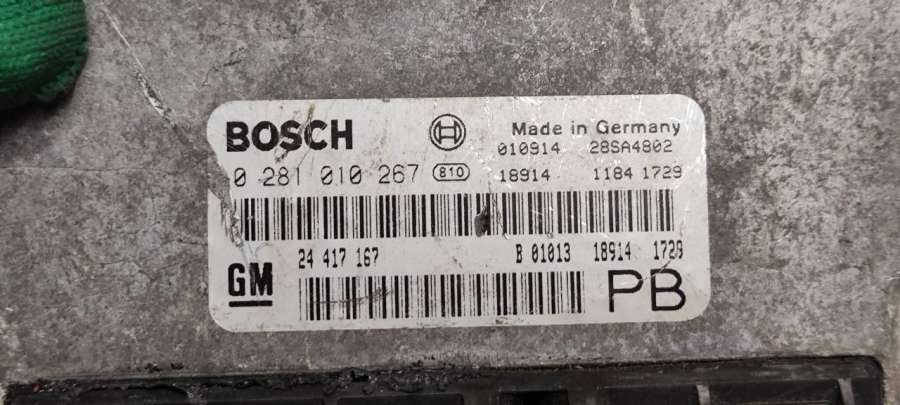 BOSCH
Made in Germany
010914 28SA4802
0 281 010 267 810 18914 1184 1729
24 417 167 B 01013 18914 1729
GM PB